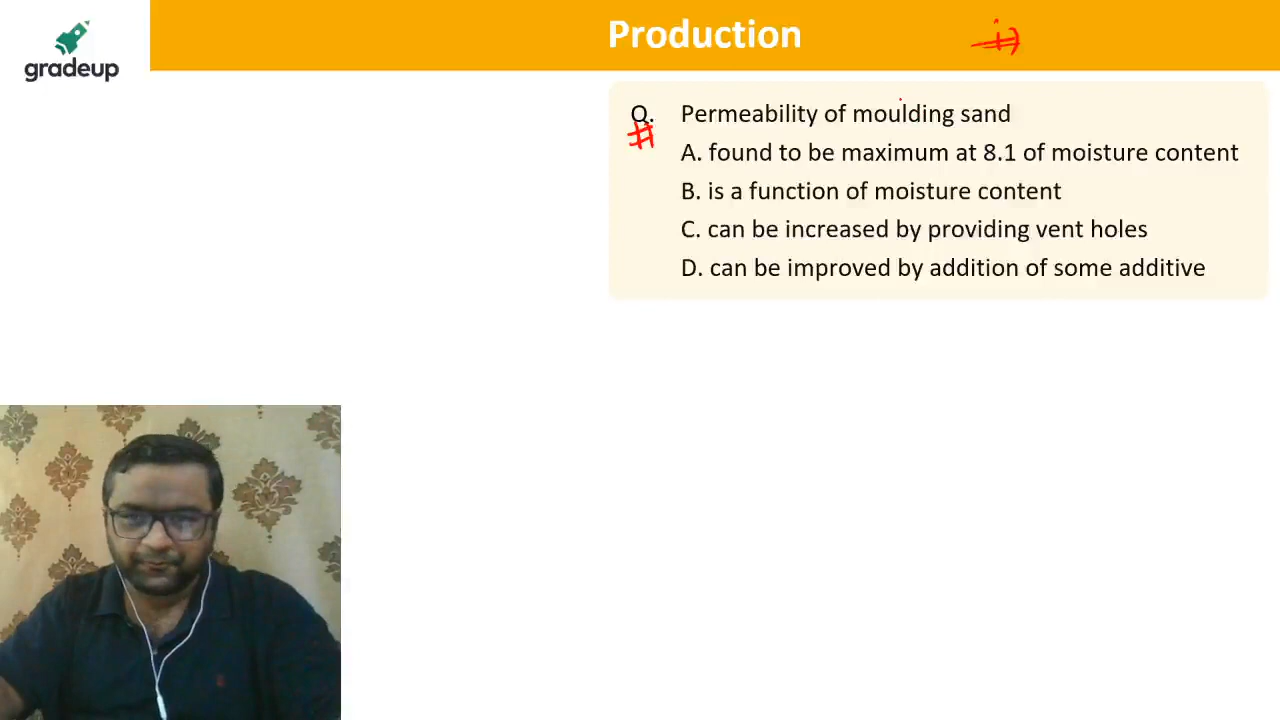 Production
gradeup
Q. Permeability of moulding sand
A. found to be maximum at 8.1 of moisture content
B. is a function of moisture content
C. can be increased by providing vent holes
D. can be improved by addition of some additive